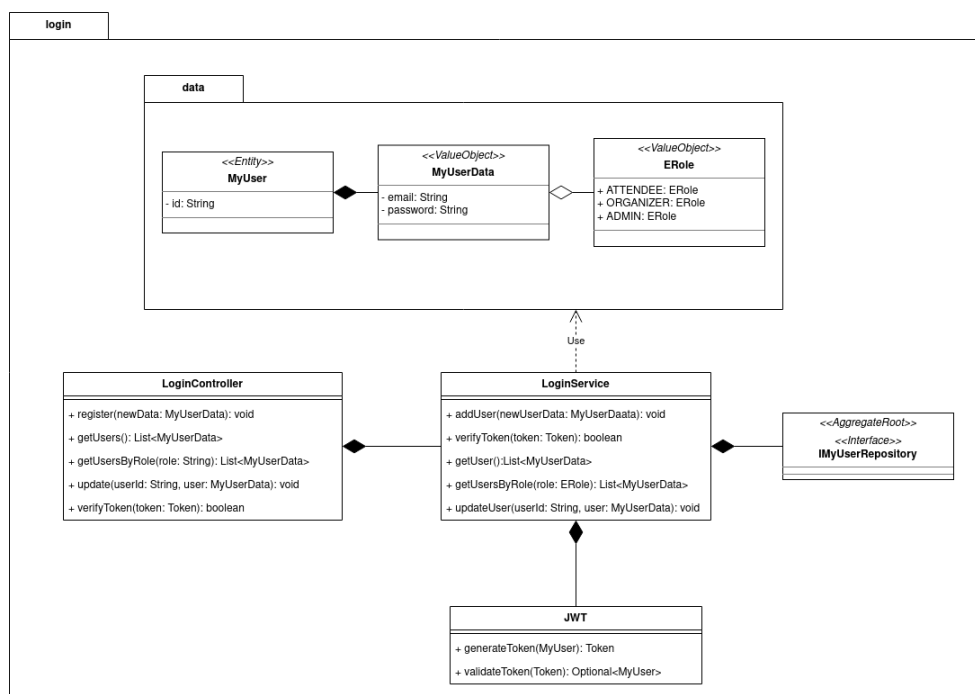 login
data
<<Entity>>
MyUser
- id: String
<<ValueObject>>
MyUserData
- email: String
- password: String
<<ValueObject>>
ERole
+ ATTENDEE: ERole
+ ORGANIZER: ERole
+ ADMIN: ERole
Use
LoginController
+ register(newData: MyUserData): void
+ getUsers(): List<MyUserData>
+ getUsersByRole(role: String): List<MyUserData>
+ update(userId: String, user: MyUserData): void
+ verifyToken(token: Token): boolean
LoginService
+ addUser(newUserData: MyUserDaata): void
+ verifyToken(token: Token): boolean
+ getUser():List<MyUserData>
+ getUsersByRole(role: ERole): List<MyUserData>
+ updateUser(userId: String, user: MyUserData): void
<<AggregateRoot>>
<<Interface>>
IMyUserRepository
JWT
+ generateToken(MyUser): Token
+ validateToken(Token): Optional<MyUser>